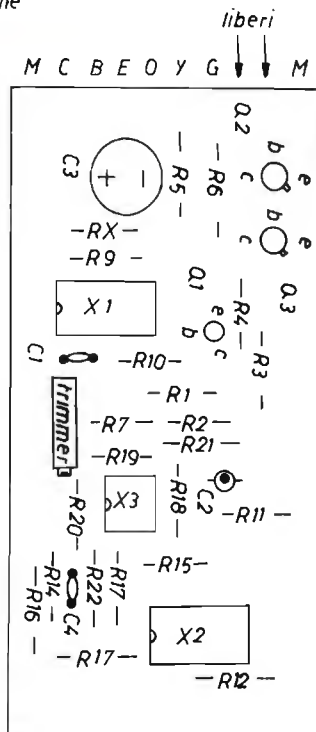 ne
liberi
M C B E O Y G M
Q2
C3
+ -
R5
R6
b
e
c
b
e
c
-RX-
-R9-
Q1
Q3
X1
e
b
c
R4
R3
C1
-R10-
trimmer
-R1-
-R7- -R2-
-R21-
-R19-
R20
X3
R18
C2
-R11-
-R15-
R16
R14
C4
R22
R17
-R17-
X2
-R12-